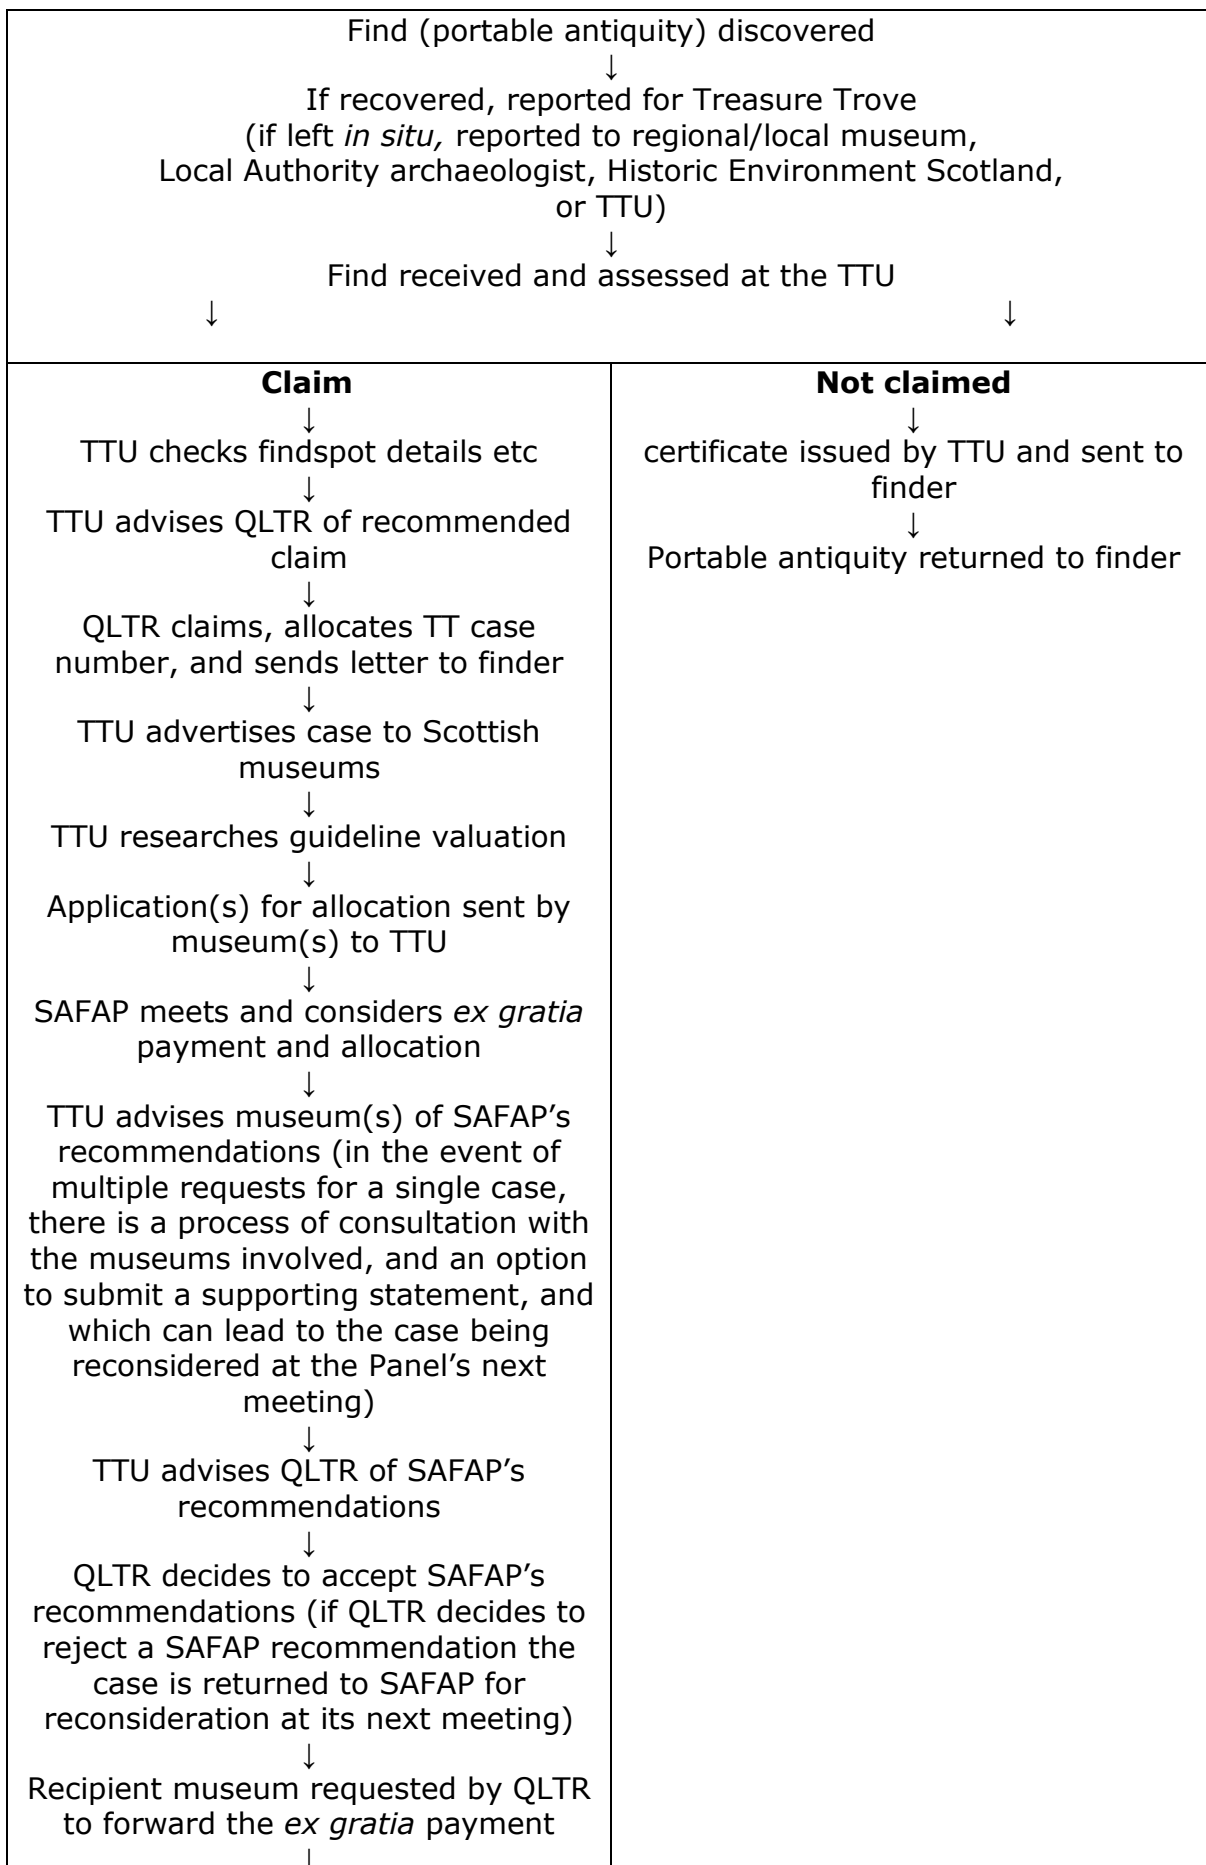 Find (portable antiquity) discovered
↓
If recovered, reported for Treasure Trove
(if left in situ, reported to regional/local museum,
Local Authority archaeologist, Historic Environment Scotland,
or TTU)
↓
Find received and assessed at the TTU
↓ ↓
Claim
↓
TTU checks findspot details etc
↓
TTU advises QLTR of recommended
claim
↓
QLTR claims, allocates TT case
number, and sends letter to finder
↓
TTU advertises case to Scottish
museums
↓
TTU researches guideline valuation
↓
Application(s) for allocation sent by
museum(s) to TTU
↓
SAFAP meets and considers ex gratia
payment and allocation
↓
TTU advises museum(s) of SAFAP’s
recommendations (in the event of
multiple requests for a single case,
there is a process of consultation with
the museums involved, and an option
to submit a supporting statement, and
which can lead to the case being
reconsidered at the Panel’s next
meeting)
↓
TTU advises QLTR of SAFAP’s
recommendations
↓
QLTR decides to accept SAFAP’s
recommendations (if QLTR decides to
reject a SAFAP recommendation the
case is returned to SAFAP for
reconsideration at its next meeting)
↓
Recipient museum requested by QLTR
to forward the ex gratia payment
Not claimed
↓
certificate issued by TTU and sent to
finder
↓
Portable antiquity returned to finder